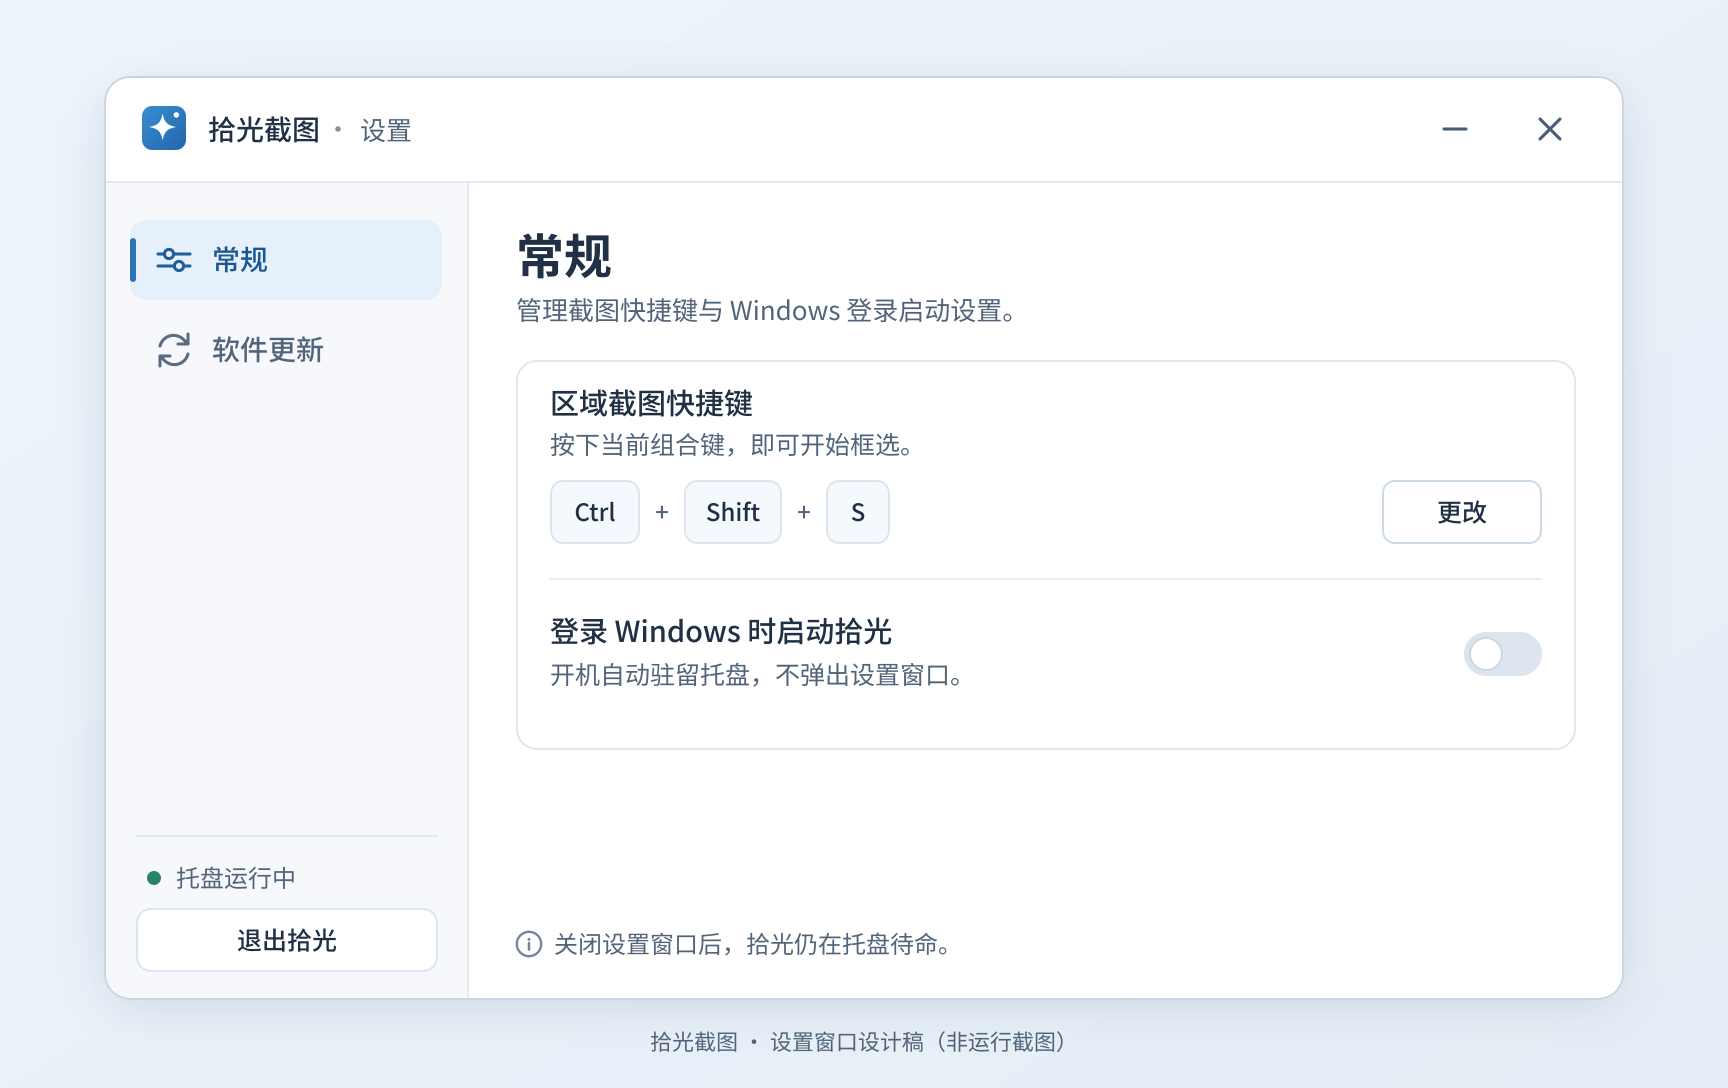 拾光截图 · 设置
常规
软件更新
托盘运行中
退出拾光
常规
管理截图快捷键与 Windows 登录启动设置。
区域截图快捷键
按下当前组合键，即可开始框选。
Ctrl + Shift + S
更改
登录 Windows 时启动拾光
开机自动驻留托盘，不弹出设置窗口。
关闭设置窗口后，拾光仍在托盘待命。
拾光截图 · 设置窗口设计稿（非运行截图）